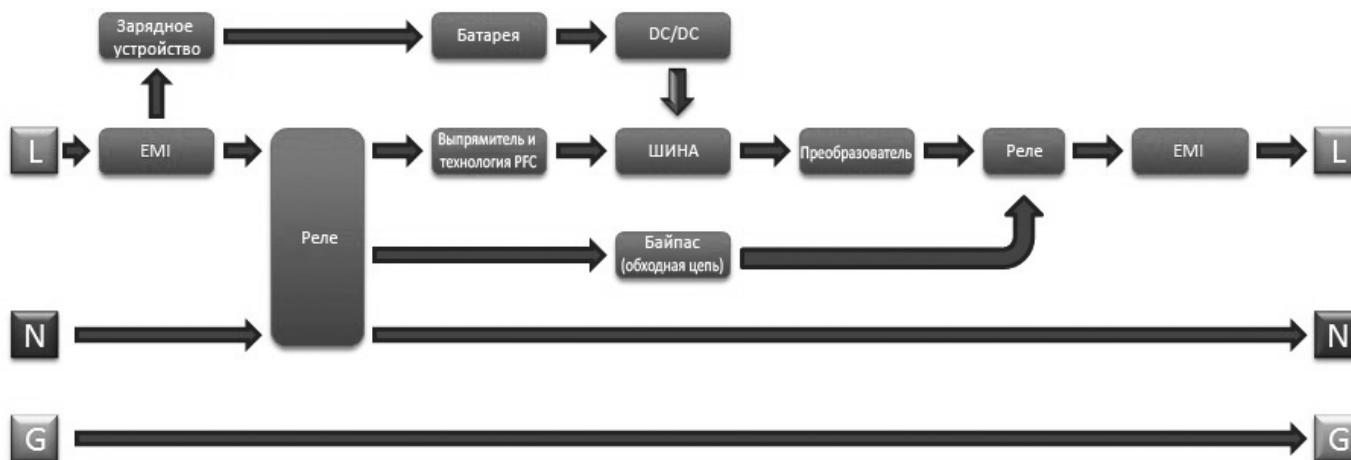 Зарядное
устройство
Батарея
DC/DC
L
EMI
Выпрямитель и
технология PFC
ШИНА
Преобразователь
Реле
EMI
L
Реле
Байпас
(обходная цепь)
N
N
G
G